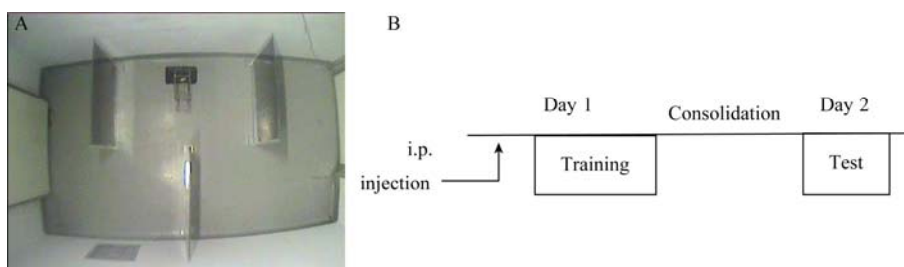 A
B
Day 1
Consolidation
Day 2
i.p.
injection
Training
Test